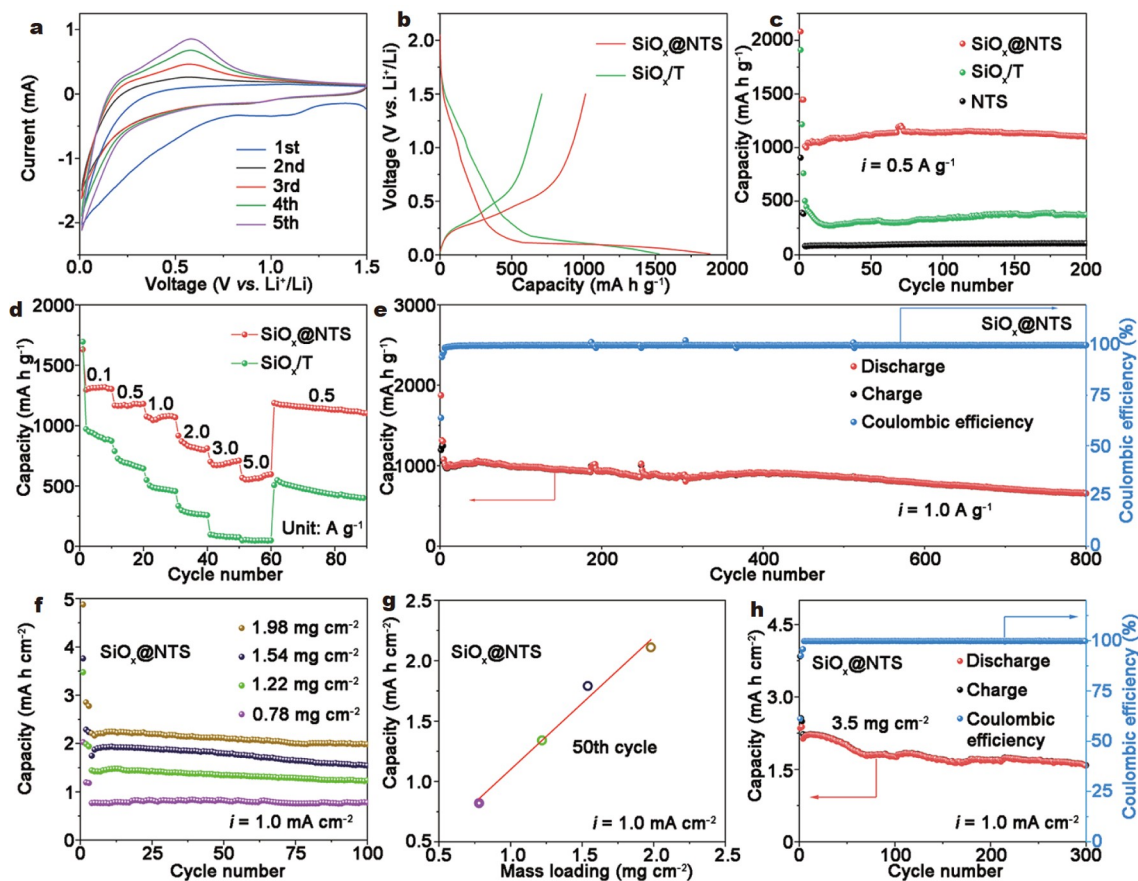 a
Current (mA)
1
0
-1
-2
1st
2nd
3rd
4th
5th
0.0 0.5 1.0 1.5
Voltage (V vs. Li⁺/Li)
b
Voltage (V vs. Li⁺/Li)
2.0
1.5
1.0
0.5
0.0
SiOₓ@NTS
SiOₓ/T
0 500 1000 1500 2000
Capacity (mA h g⁻¹)
c
Capacity (mA h g⁻¹)
2000
1500
1000
500
0
SiOₓ@NTS
SiOₓ/T
NTS
i = 0.5 A g⁻¹
0 50 100 150 200
Cycle number
d
Capacity (mA h g⁻¹)
2000
1500
1000
500
0
SiOₓ@NTS
SiOₓ/T
0.1
0.5
1.0
2.0
3.0
5.0
0.5
Unit: A g⁻¹
0 20 40 60 80
Cycle number
e
Capacity (mA h g⁻¹)
3000
2000
1000
0
SiOₓ@NTS
Discharge
Charge
Coulombic efficiency
i = 1.0 A g⁻¹
0 200 400 600 800
Cycle number
100
75
50
25
0
Coulombic efficiency (%)
f
Capacity (mA h cm⁻²)
5
4
3
2
1
0
SiOₓ@NTS
1.98 mg cm⁻²
1.54 mg cm⁻²
1.22 mg cm⁻²
0.78 mg cm⁻²
i = 1.0 mA cm⁻²
0 25 50 75 100
Cycle number
g
Capacity (mA h cm⁻²)
2.5
2.0
1.5
1.0
0.5
SiOₓ@NTS
50th cycle
i = 1.0 mA cm⁻²
0.5 1.0 1.5 2.0 2.5
Mass loading (mg cm⁻²)
h
Capacity (mA h cm⁻²)
4.5
3.0
1.5
0.0
SiOₓ@NTS
Discharge
Charge
Coulombic
efficiency
3.5 mg cm⁻²
i = 1.0 mA cm⁻²
0 100 200 300
Cycle number
100
75
50
25
0
Coulombic efficiency (%)